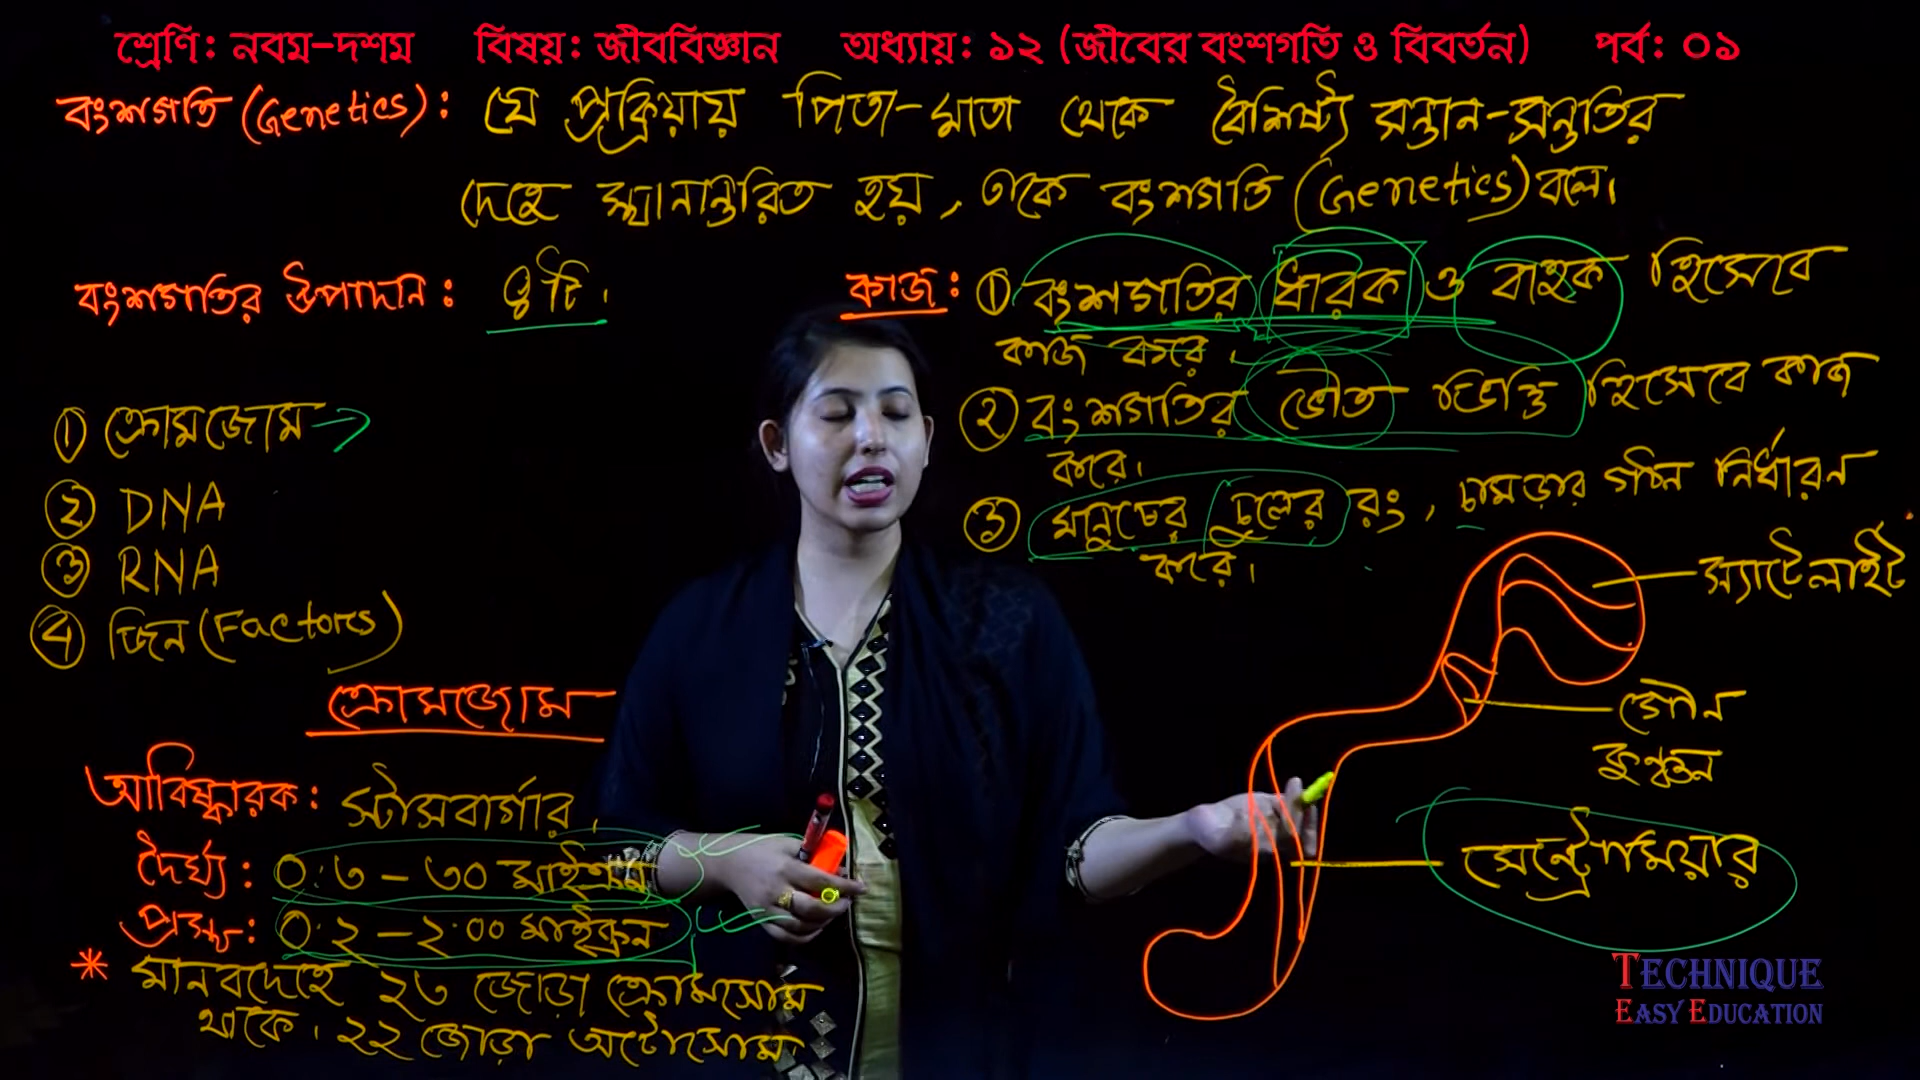 শ্রেণি: নবম-দশম বিষয়: জীববিজ্ঞান অধ্যায়: ১২ (জীবের বংশগতি ও বিবর্তন) পর্ব: ০১
বংশগতি (Genetics): যে প্রক্রিয়ায় পিতা-মাতা থেকে বৈশিষ্ট্য সন্তান-সন্ততির
দেহে স্থানান্তরিত হয়, তাকে বংশগতি (Genetics) বলে।
বংশগতির উপাদান: ৪টি।
① ক্রোমজোম →
② DNA
③ RNA
④ জিন (Factors)
কাজ: ① বংশগতির ধারক ও বাহক হিসেবে
কাজ করে।
② বংশগতির ভৌত ভিত্তি হিসেবে কাজ
করে।
③ মানুষের চুলের রং, চামড়ার গঠন নির্ধারন
করে।
স্যাটেলাইট
গৌন
কুঞ্চন
সেন্ট্রোমিয়ার
ক্রোমজোম
আবিষ্কারক: স্টাসবার্গার।
দৈর্ঘ্য: ০.৩ - ৩০ মাইক্রন
প্রস্থ: ০.২ - ২.০০ মাইক্রন
* মানবদেহে ২৩ জোড়া ক্রোমোসোম
থাকে। ২২ জোড়া অটোসোম
TECHNIQUE
EASY EDUCATION